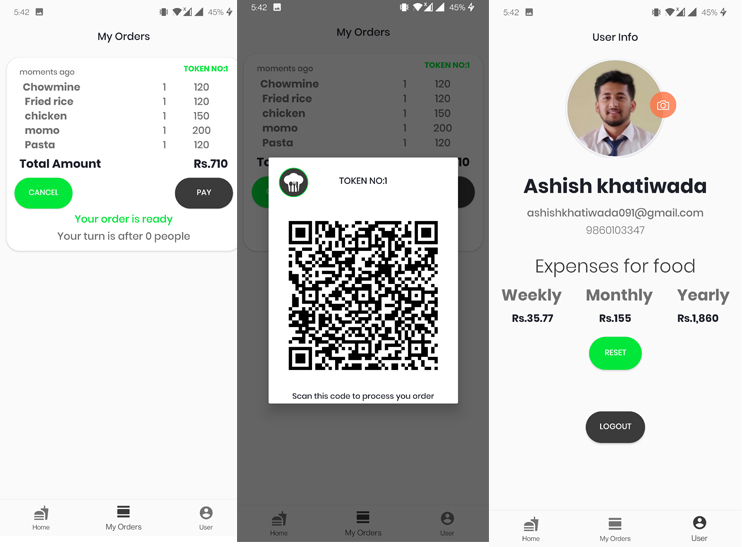 5:42
45%
My Orders
moments ago
TOKEN NO:1
Chowmine 1 120
Fried rice 1 120
chicken 1 150
momo 1 200
Pasta 1 120
Total Amount Rs.710
CANCEL
PAY
Your order is ready
Your turn is after 0 people
Home
My Orders
User
5:42
45%
My Orders
moments ago
TOKEN NO:1
Chowmine 1 120
Fried rice 1 120
chicken 1 150
momo 1 200
Pasta 1 120
TOKEN NO:1
Scan this code to process you order
Home
My Orders
User
5:42
45%
User Info
Ashish khatiwada
ashishkhatiwada091@gmail.com
9860103347
Expenses for food
Weekly Monthly Yearly
Rs.35.77 Rs.155 Rs.1,860
RESET
LOGOUT
Home
My Orders
User